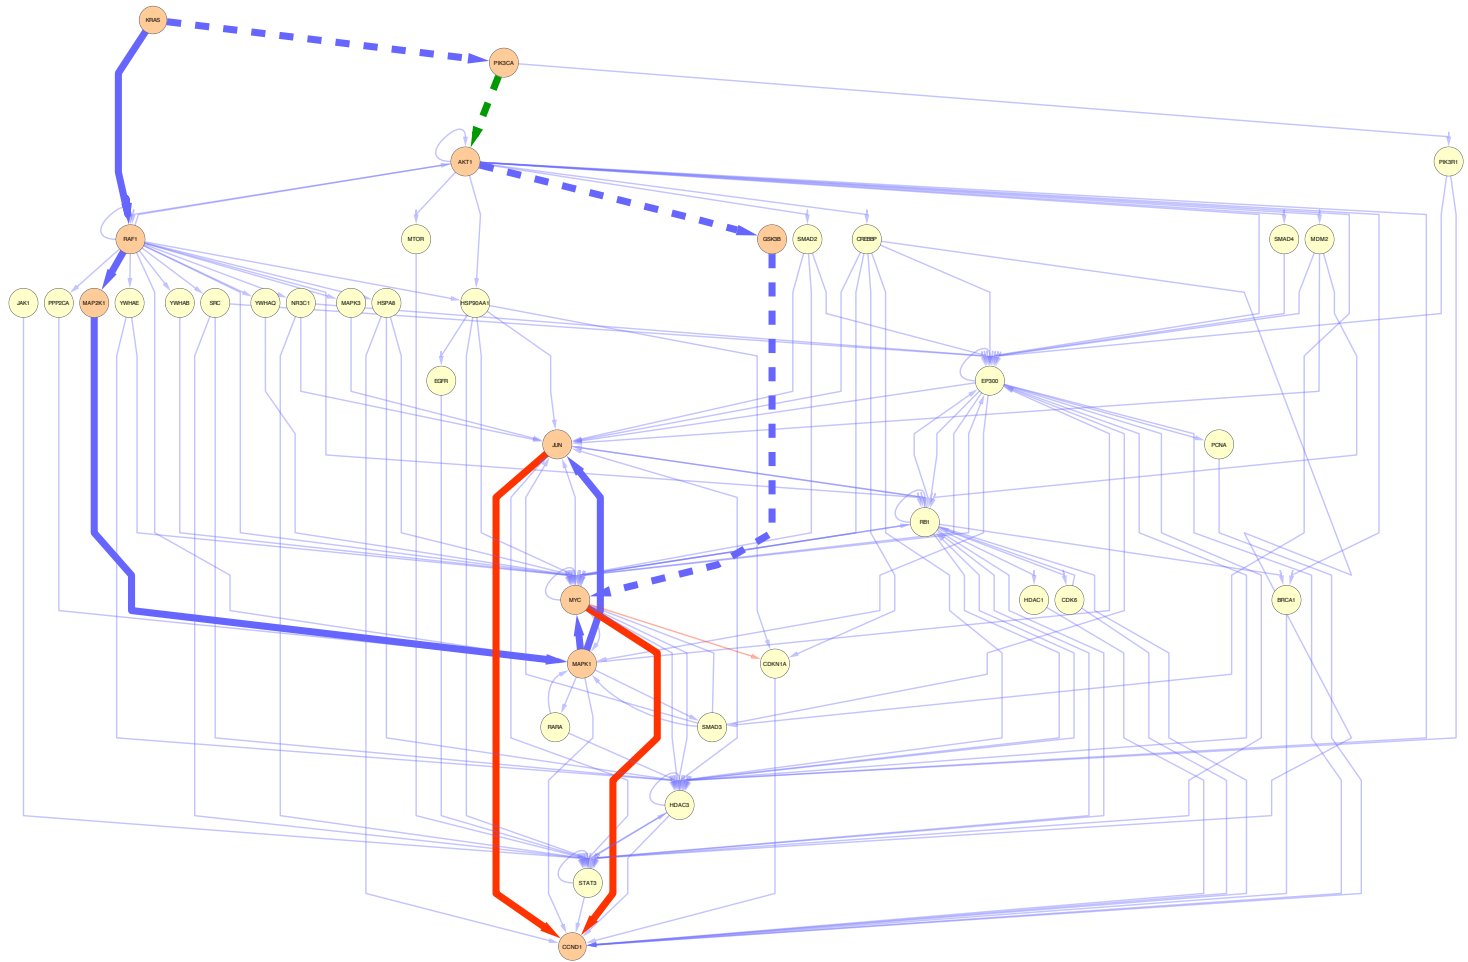 KRAS
PIK3CA
AKT1
PIK3R1
RAF1
MTOR
GSK3B
SMAD2
CREBBP
SMAD4
MDM2
JAK1
PPP2CA
MAP2K1
YWHAE
YWHAB
SRC
YWHAQ
NR3C1
MAPK3
HSPA8
HSP90AA1
EGFR
EP300
JUN
PCNA
RB1
MYC
HDAC1
CDK6
BRCA1
MAPK1
CDKN1A
RARA
SMAD3
HDAC3
STAT3
CCND1